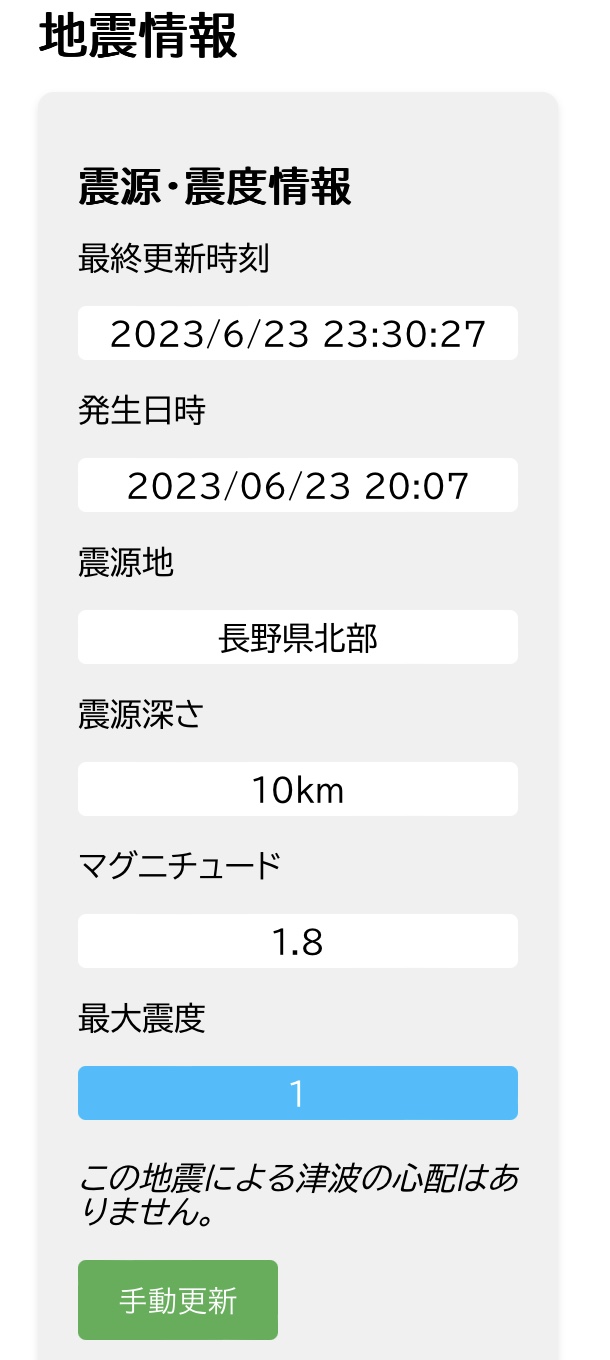 地震情報
震源・震度情報
最終更新時刻
2023/6/23 23:30:27
発生日時
2023/06/23 20:07
震源地
長野県北部
震源深さ
10km
マグニチュード
1.8
最大震度
1
この地震による津波の心配はあ
りません。
手動更新